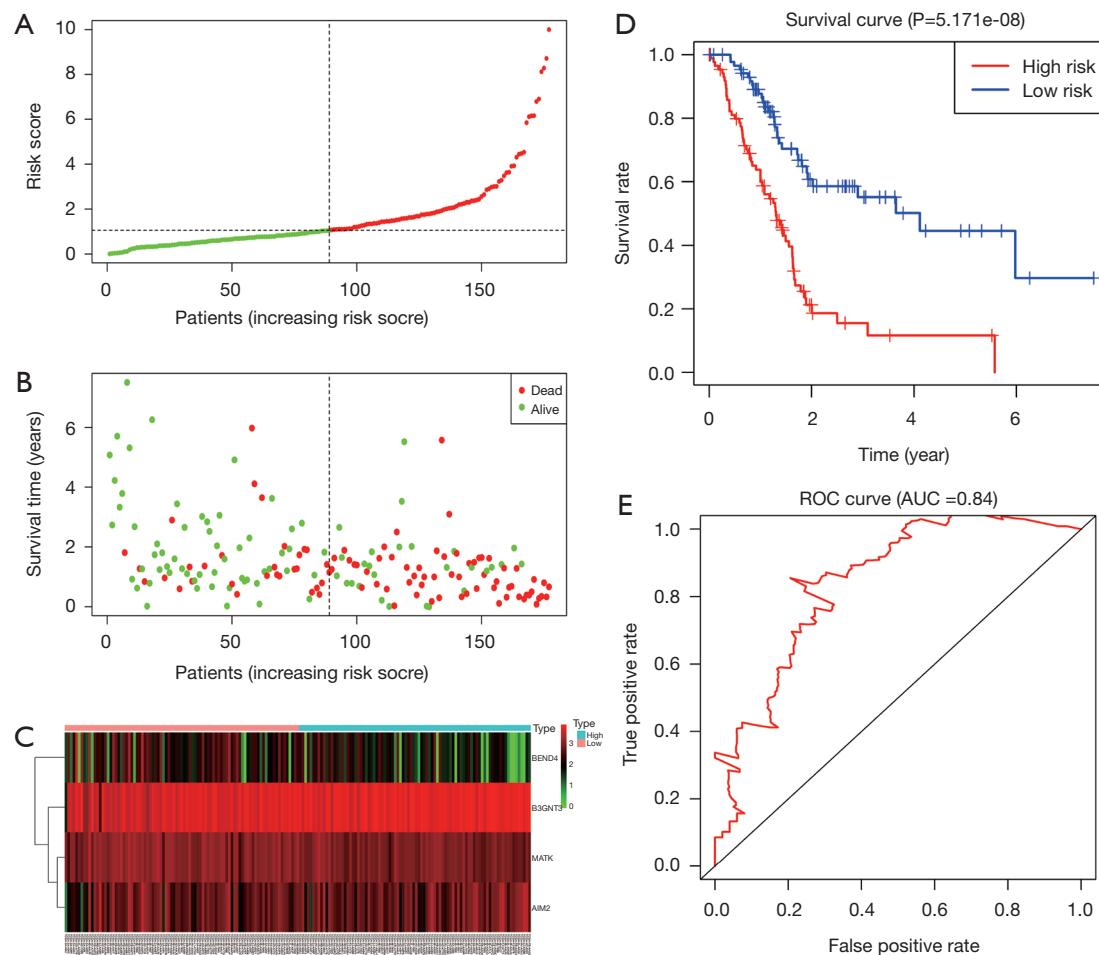 A
10
8
6
4
2
0
Risk score
0 50 100 150
Patients (increasing risk socre)
B
Dead
Alive
6
4
2
0
Survival time (years)
0 50 100 150
Patients (increasing risk socre)
C
Type
BEND4
B3GNT3
MATK
AIM2
3
2
1
0
Type
High
Low
D
Survival curve (P=5.171e-08)
High risk
Low risk
1.0
0.8
0.6
0.4
0.2
0.0
Survival rate
0 2 4 6
Time (year)
E
ROC curve (AUC =0.84)
1.0
0.8
0.6
0.4
0.2
0.0
True positive rate
0.0 0.2 0.4 0.6 0.8 1.0
False positive rate